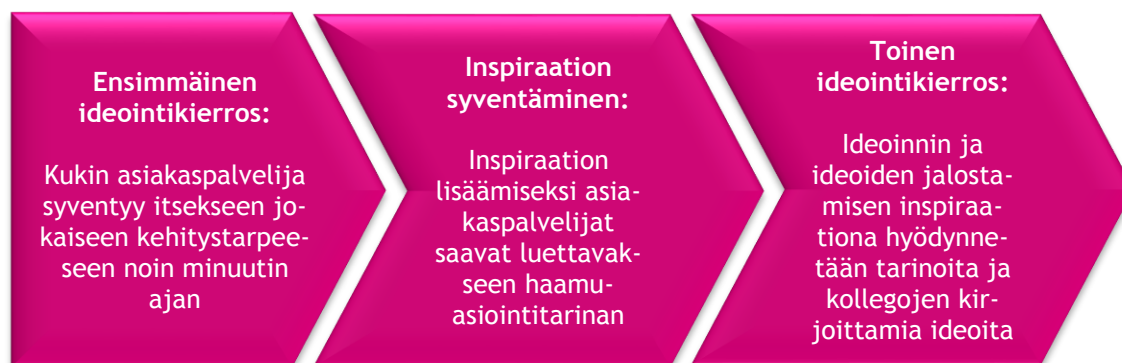 Ensimmäinen
ideointikierros:
Kukin asiakaspalvelija
syventyy itsekseen jo-
kaiseen kehitystarpee-
seen noin minuutin
ajan
Inspiraation
syventäminen:
Inspiraation
lisäämiseksi asia-
kaspalvelijat
saavat luettavak-
seen haamu-
asiointitarinan
Toinen
ideointikierros:
Ideoinnin ja
ideoiden jalosta-
misen inspiraa-
tiona hyödynne-
tään tarinoita ja
kollegojen kir-
joittamia ideoita